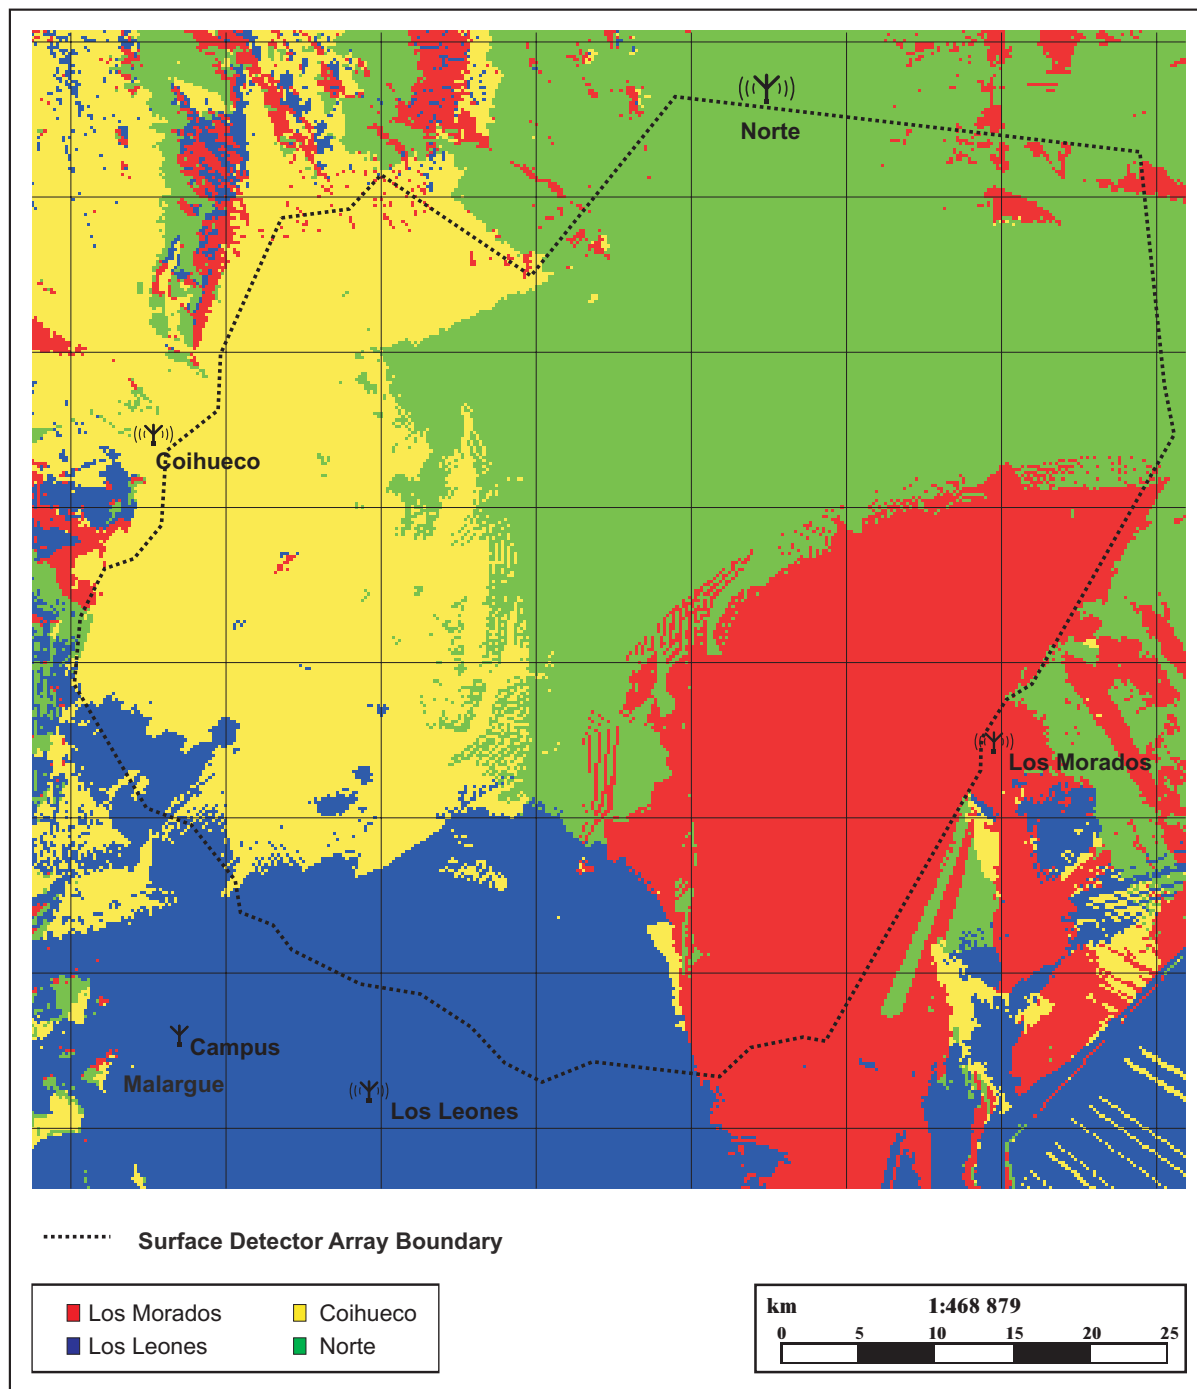 Norte
Coihueco
Los Morados
Campus
Malargue
Los Leones
Surface Detector Array Boundary
Los Morados
Coihueco
Los Leones
Norte
km 1:468 879
0 5 10 15 20 25